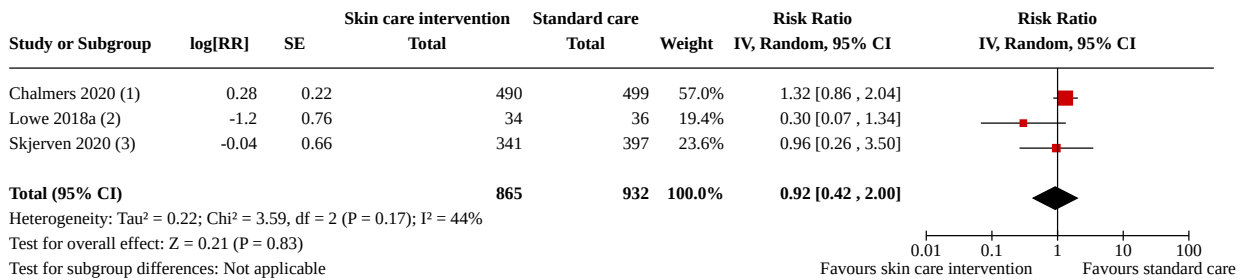 Skin care intervention Standard care Risk Ratio Risk Ratio
Study or Subgroup log[RR] SE Total Total Weight IV, Random, 95% CI IV, Random, 95% CI
Chalmers 2020 (1) 0.28 0.22 490 499 57.0% 1.32 [0.86 , 2.04]
Lowe 2018a (2) -1.2 0.76 34 36 19.4% 0.30 [0.07 , 1.34]
Skjerven 2020 (3) -0.04 0.66 341 397 23.6% 0.96 [0.26 , 3.50]
Total (95% CI) 865 932 100.0% 0.92 [0.42 , 2.00]
Heterogeneity: Tau² = 0.22; Chi² = 3.59, df = 2 (P = 0.17); I² = 44%
Test for overall effect: Z = 0.21 (P = 0.83) 0.01 0.1 1 10 100
Test for subgroup differences: Not applicable Favours skin care intervention Favours standard care